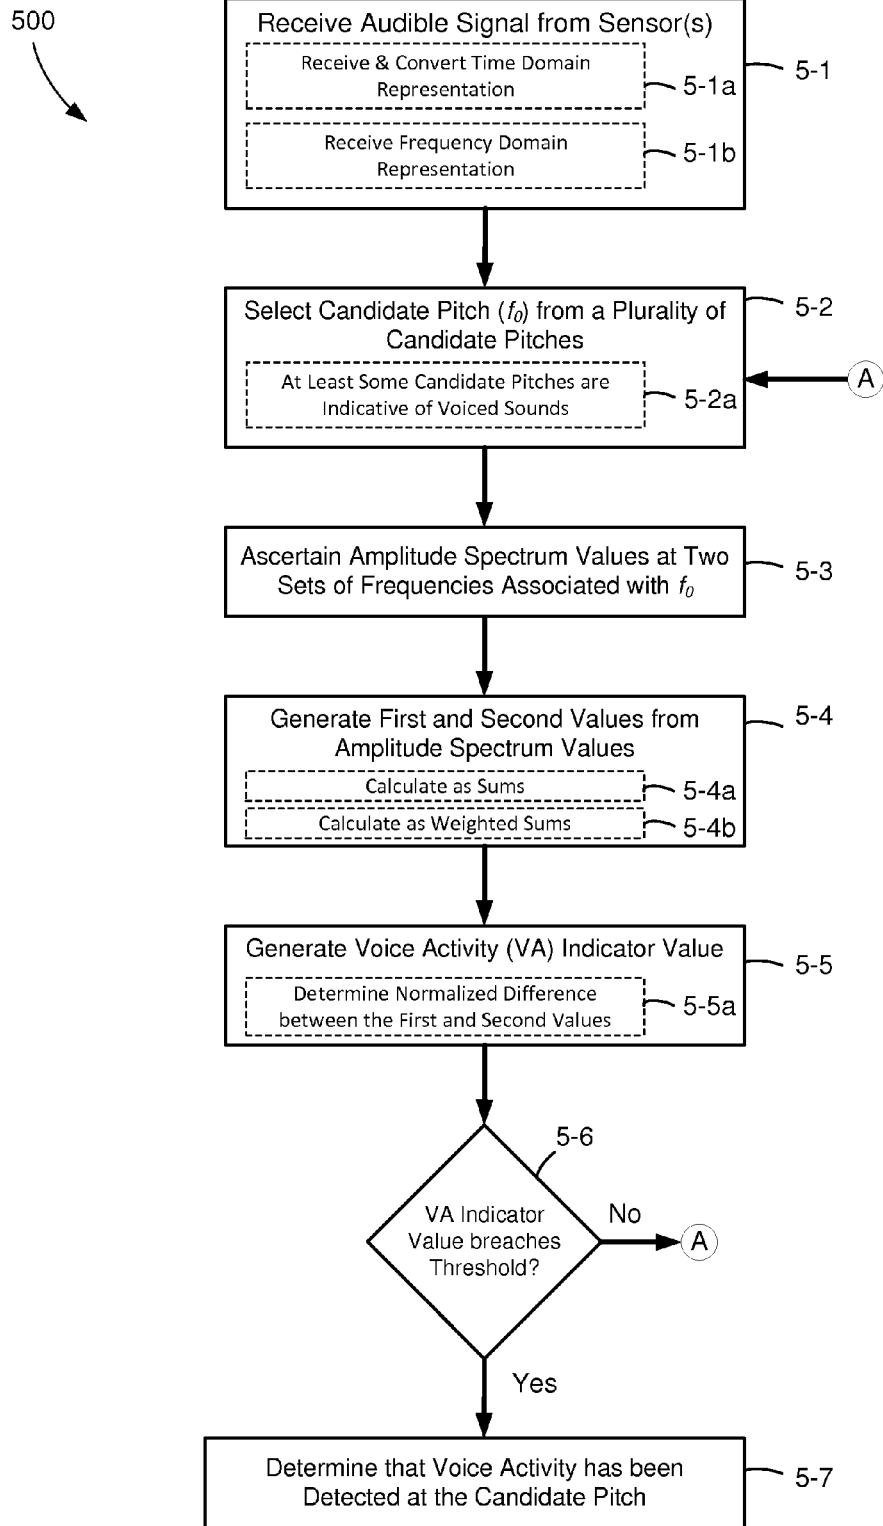 500
Receive Audible Signal from Sensor(s)
5-1
Receive & Convert Time Domain
Representation
5-1a
Receive Frequency Domain
Representation
5-1b
Select Candidate Pitch (f0) from a Plurality of
Candidate Pitches
5-2
At Least Some Candidate Pitches are
Indicative of Voiced Sounds
5-2a
A
Ascertain Amplitude Spectrum Values at Two
Sets of Frequencies Associated with f0
5-3
Generate First and Second Values from
Amplitude Spectrum Values
5-4
Calculate as Sums
5-4a
Calculate as Weighted Sums
5-4b
Generate Voice Activity (VA) Indicator Value
5-5
Determine Normalized Difference
between the First and Second Values
5-5a
5-6
VA Indicator
Value breaches
Threshold?
No
A
Yes
Determine that Voice Activity has been
Detected at the Candidate Pitch
5-7